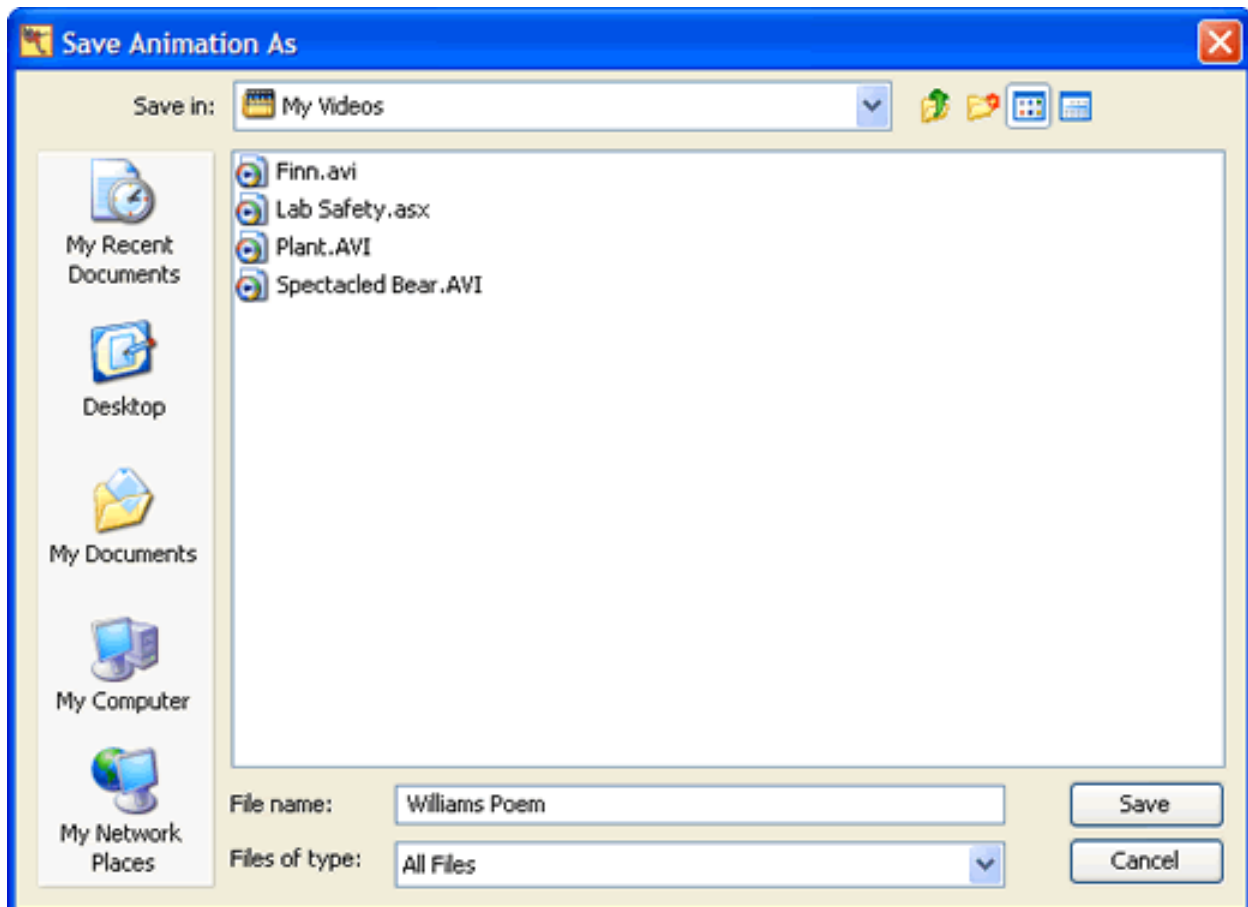 Save Animation As
Save in:
My Videos
My Recent
Documents
Desktop
My Documents
My Computer
My Network
Places
Finn.avi
Lab Safety.asx
Plant.AVI
Spectacled Bear.AVI
File name:
Williams Poem
Save
Files of type:
All Files
Cancel